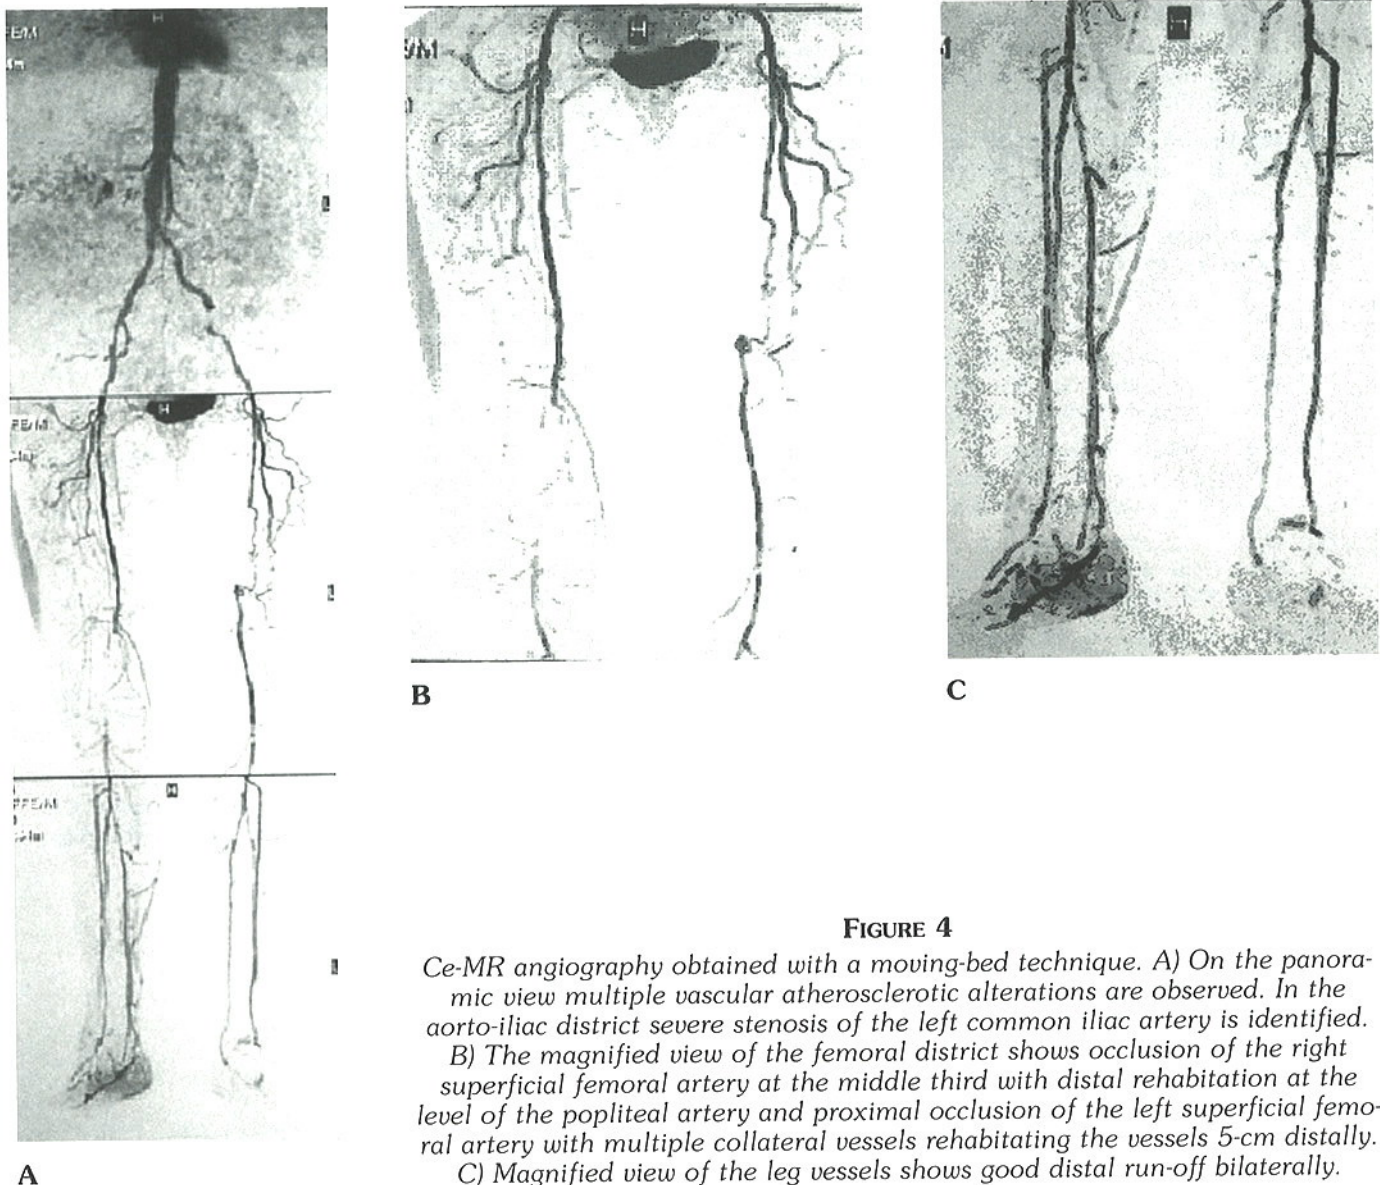 H
H
H
H
H
B
C
A
FIGURE 4
Ce-MR angiography obtained with a moving-bed technique. A) On the panora-
mic view multiple vascular atherosclerotic alterations are observed. In the
aorto-iliac district severe stenosis of the left common iliac artery is identified.
B) The magnified view of the femoral district shows occlusion of the right
superficial femoral artery at the middle third with distal rehabitation at the
level of the popliteal artery and proximal occlusion of the left superficial femo-
ral artery with multiple collateral vessels rehabitating the vessels 5-cm distally.
C) Magnified view of the leg vessels shows good distal run-off bilaterally.